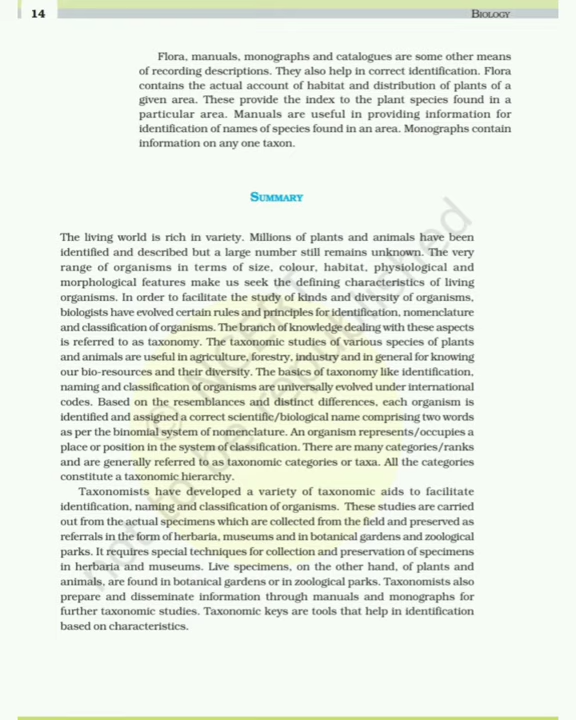 14
BIOLOGY
Flora, manuals, monographs and catalogues are some other means
of recording descriptions. They also help in correct identification. Flora
contains the actual account of habitat and distribution of plants of a
given area. These provide the index to the plant species found in a
particular area. Manuals are useful in providing information for
identification of names of species found in an area. Monographs contain
information on any one taxon.
SUMMARY
The living world is rich in variety. Millions of plants and animals have been
identified and described but a large number still remains unknown. The very
range of organisms in terms of size, colour, habitat, physiological and
morphological features make us seek the defining characteristics of living
organisms. In order to facilitate the study of kinds and diversity of organisms,
biologists have evolved certain rules and principles for identification, nomenclature
and classification of organisms. The branch of knowledge dealing with these aspects
is referred to as taxonomy. The taxonomic studies of various species of plants
and animals are useful in agriculture, forestry, industry and in general for knowing
our bio-resources and their diversity. The basics of taxonomy like identification,
naming and classification of organisms are universally evolved under international
codes. Based on the resemblances and distinct differences, each organism is
identified and assigned a correct scientific/biological name comprising two words
as per the binomial system of nomenclature. An organism represents/occupies a
place or position in the system of classification. There are many categories/ranks
and are generally referred to as taxonomic categories or taxa. All the categories
constitute a taxonomic hierarchy.
Taxonomists have developed a variety of taxonomic aids to facilitate
identification, naming and classification of organisms. These studies are carried
out from the actual specimens which are collected from the field and preserved as
referrals in the form of herbaria, museums and in botanical gardens and zoological
parks. It requires special techniques for collection and preservation of specimens
in herbaria and museums. Live specimens, on the other hand, of plants and
animals, are found in botanical gardens or in zoological parks. Taxonomists also
prepare and disseminate information through manuals and monographs for
further taxonomic studies. Taxonomic keys are tools that help in identification
based on characteristics.
© NCERT
not to be republished